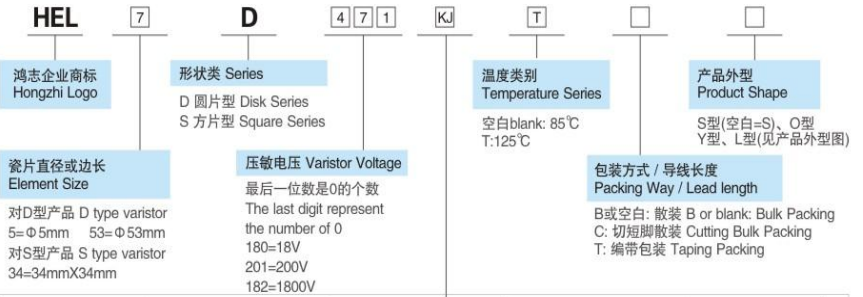 HEL 7 D 4 7 1 KJ T
鸿志企业商标
Hongzhi Logo
形状类 Series
D 圆片型 Disk Series
S 方片型 Square Series
温度类别
Temperature Series
空白blank: 85℃
T:125℃
产品外型
Product Shape
S型(空白=S)、O型
Y型、L型(见产品外型图)
瓷片直径或边长
Element Size
对D型产品 D type varistor
5=Φ5mm 53=Φ53mm
对S型产品 S type varistor
34=34mmX34mm
压敏电压 Varistor Voltage
最后一位数是0的个数
The last digit represent
the number of 0
180=18V
201=200V
182=1800V
包装方式 / 导线长度
Packing Way / Lead length
B或空白: 散装 B or blank: Bulk Packing
C: 切短脚散装 Cutting Bulk Packing
T: 编带包装 Taping Packing